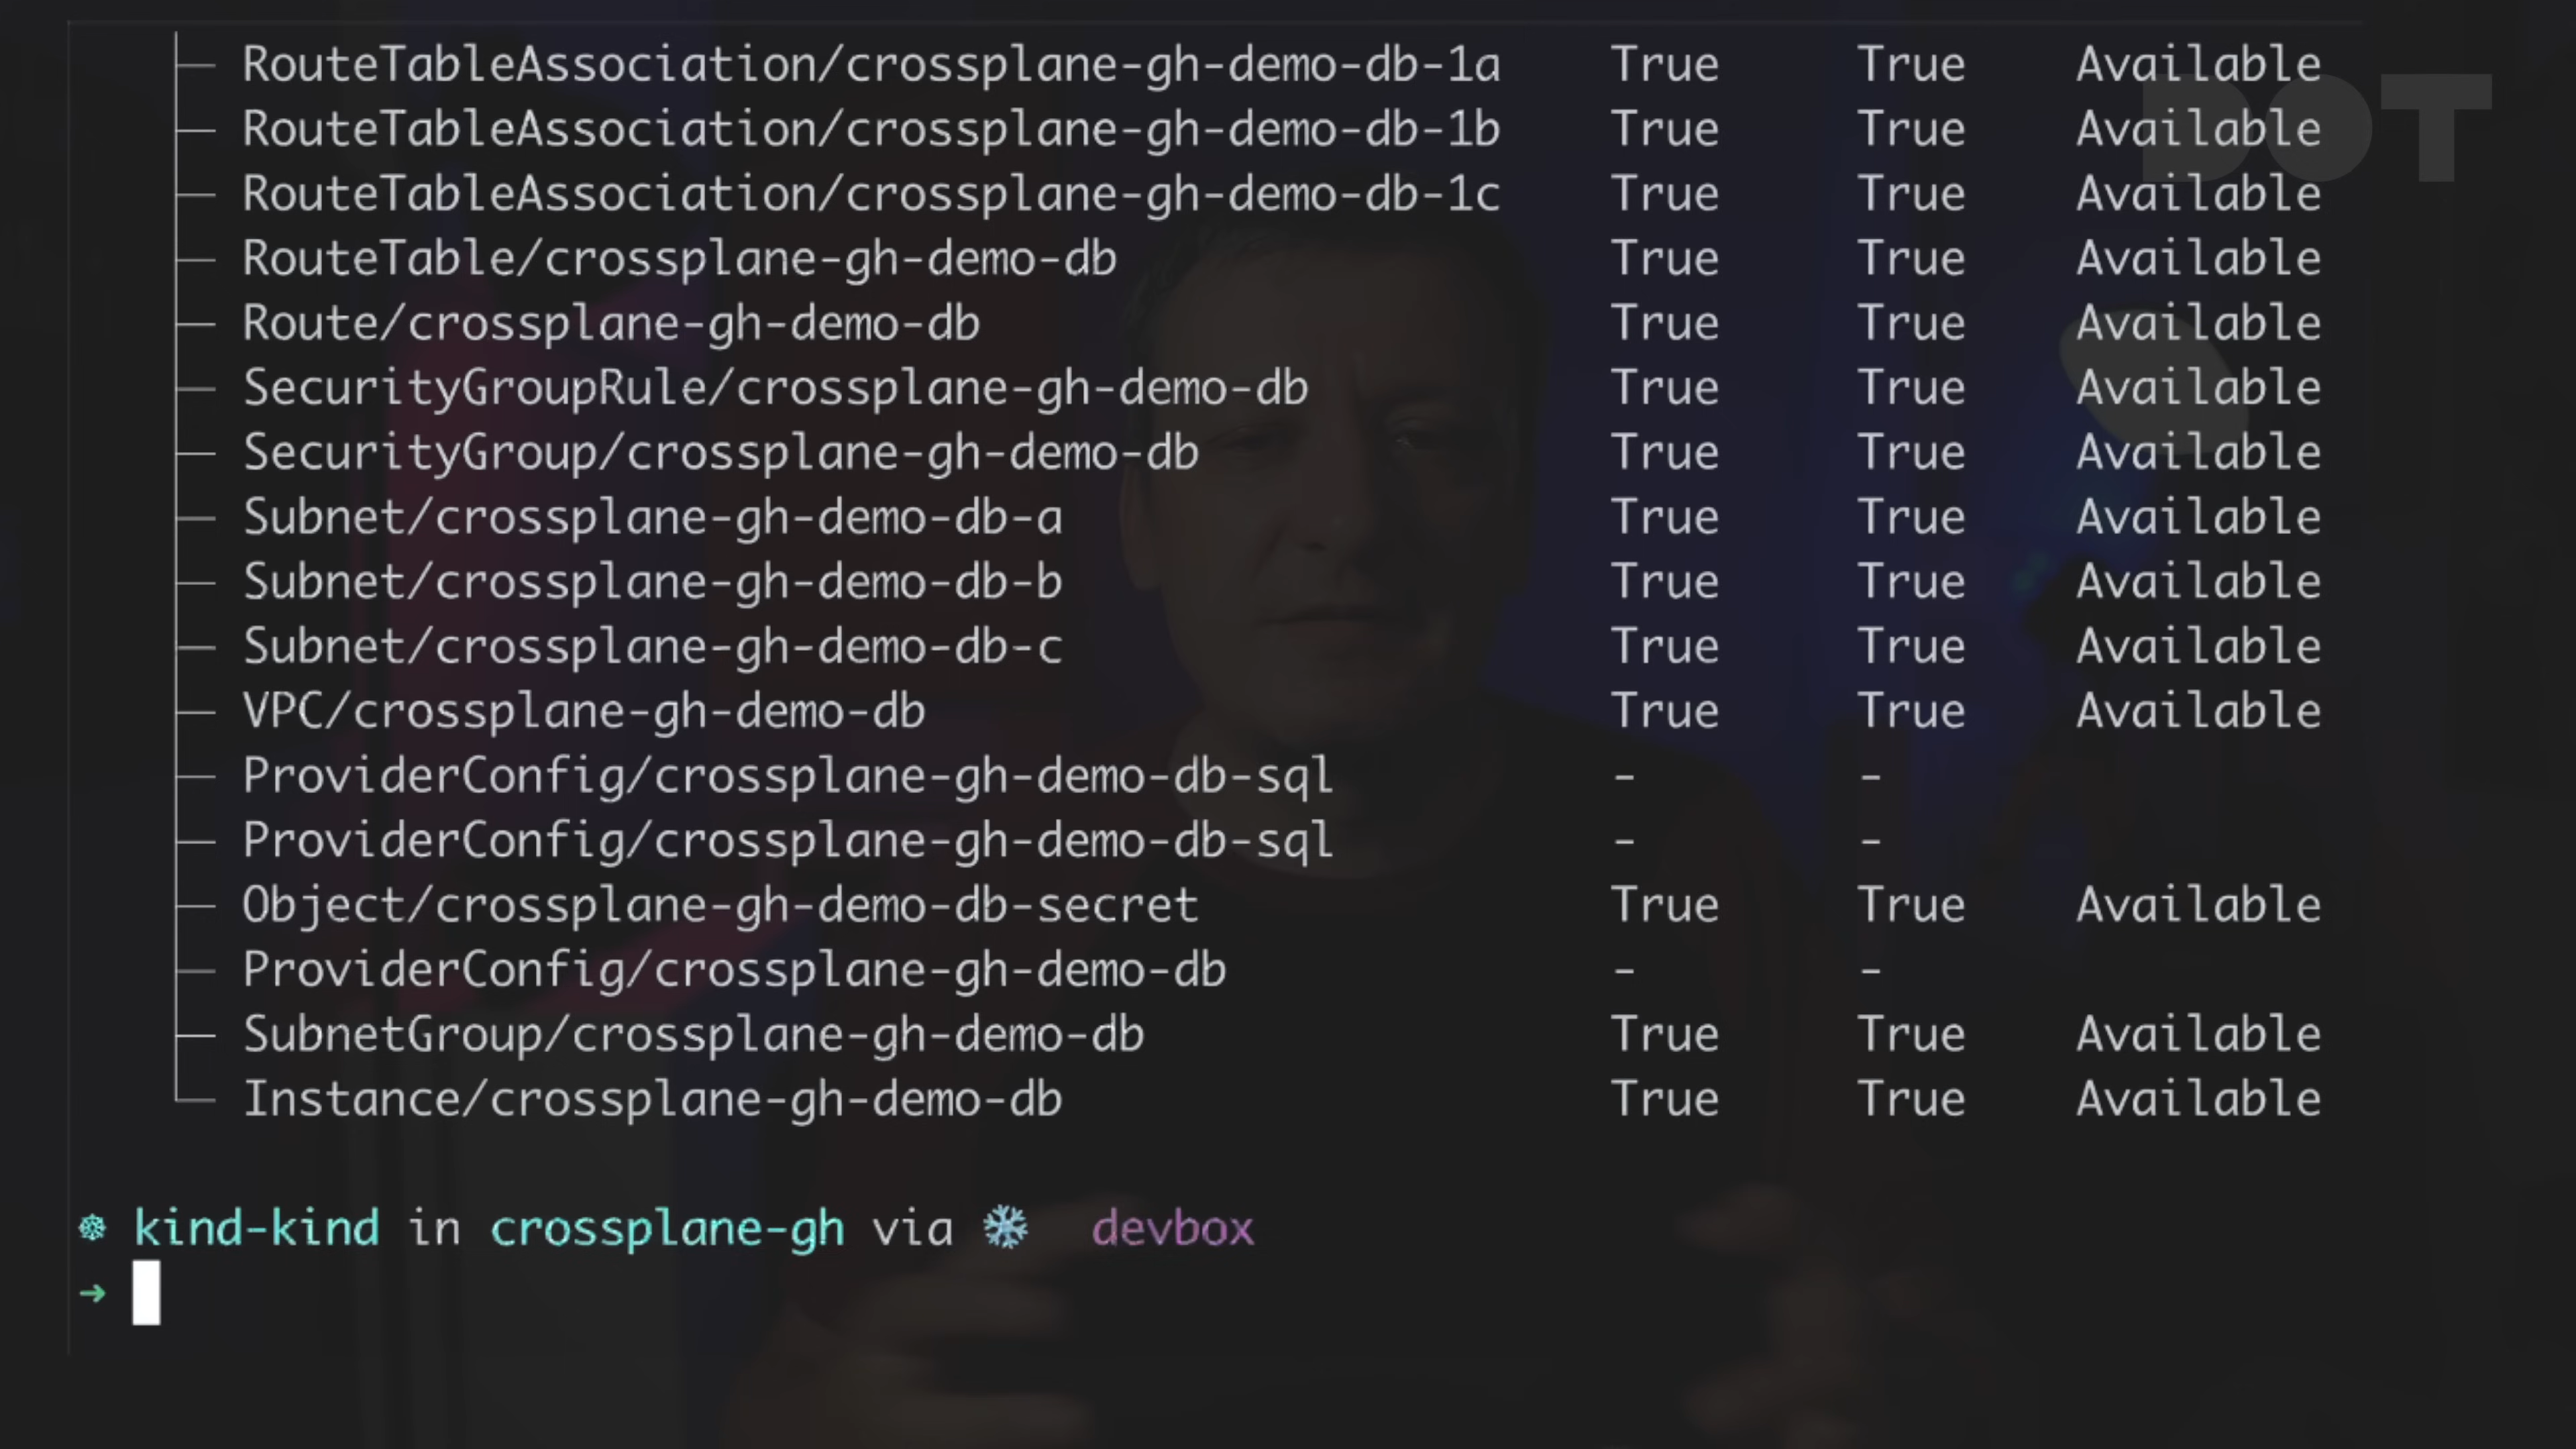 RouteTableAssociation/crossplane-gh-demo-db-1a True True Available
RouteTableAssociation/crossplane-gh-demo-db-1b True True Available
RouteTableAssociation/crossplane-gh-demo-db-1c True True Available
RouteTable/crossplane-gh-demo-db True True Available
Route/crossplane-gh-demo-db True True Available
SecurityGroupRule/crossplane-gh-demo-db True True Available
SecurityGroup/crossplane-gh-demo-db True True Available
Subnet/crossplane-gh-demo-db-a True True Available
Subnet/crossplane-gh-demo-db-b True True Available
Subnet/crossplane-gh-demo-db-c True True Available
VPC/crossplane-gh-demo-db True True Available
ProviderConfig/crossplane-gh-demo-db-sql - -
ProviderConfig/crossplane-gh-demo-db-sql - -
Object/crossplane-gh-demo-db-secret True True Available
ProviderConfig/crossplane-gh-demo-db - -
SubnetGroup/crossplane-gh-demo-db True True Available
Instance/crossplane-gh-demo-db True True Available
kind-kind in crossplane-gh via devbox
→
DOT